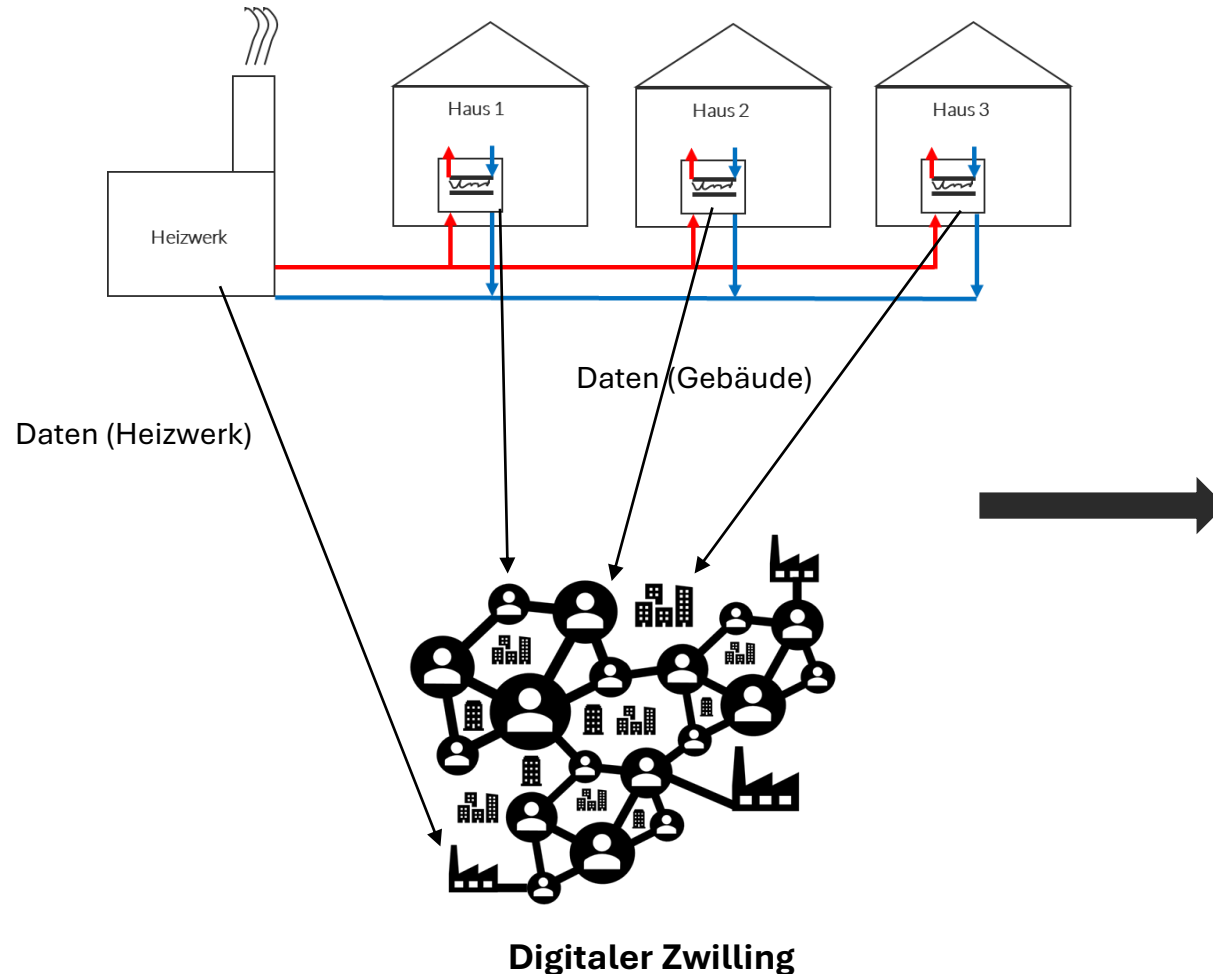 Haus 1
Haus 2
Haus 3
Heizwerk
Daten (Gebäude)
Daten (Heizwerk)
Digitaler Zwilling